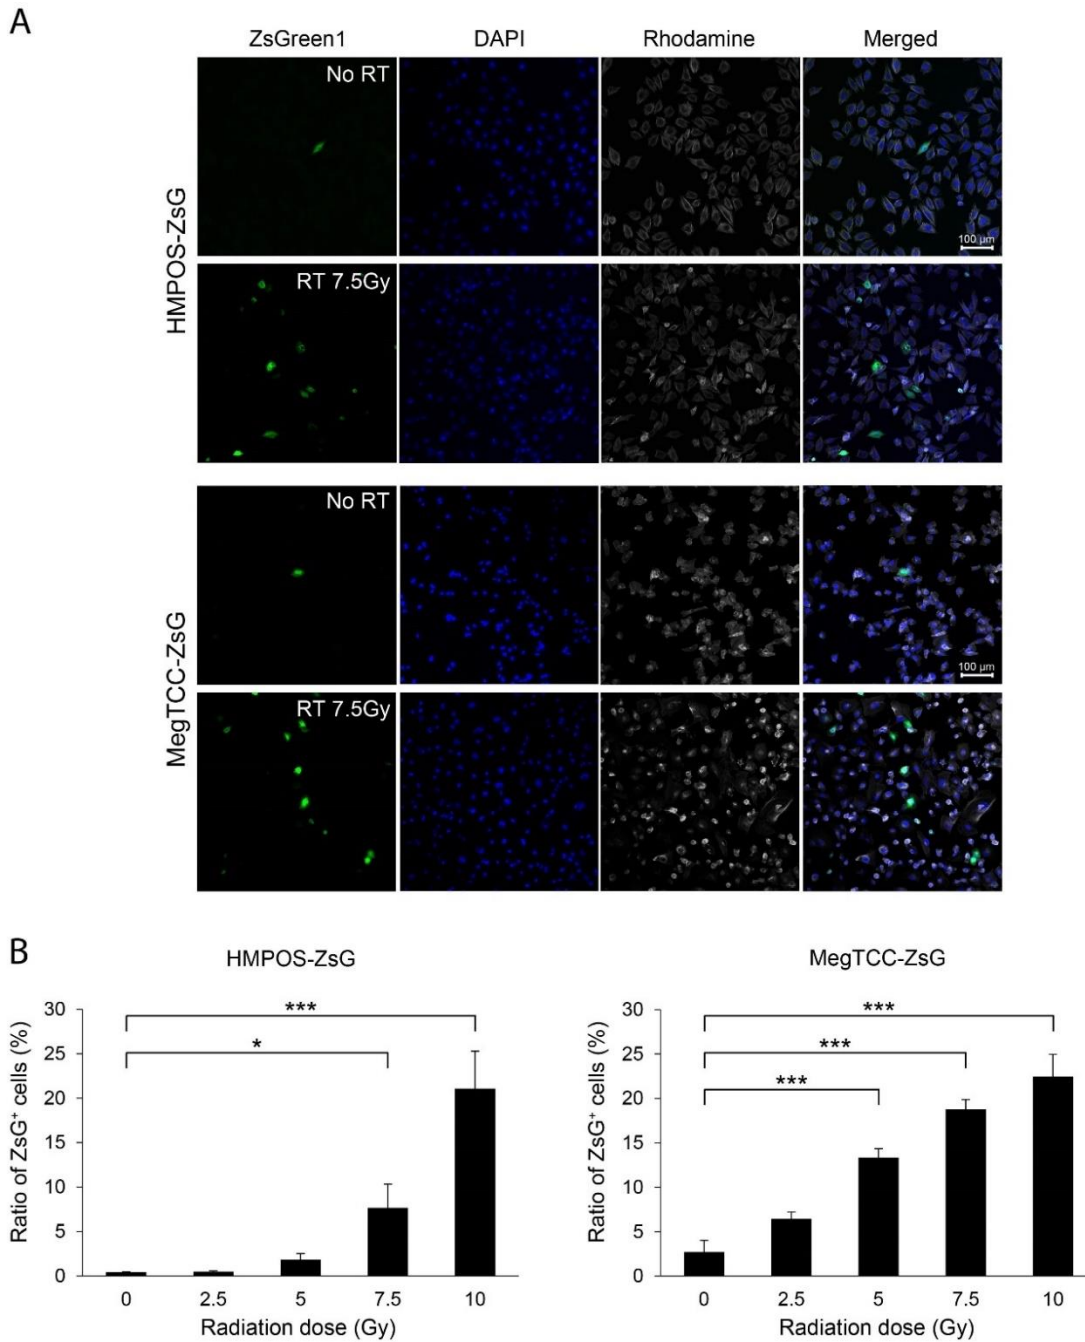 A
ZsGreen1 DAPI Rhodamine Merged
HMPOS-ZsG
No RT
100 µm
RT 7.5Gy
MegTCC-ZsG
No RT
100 µm
RT 7.5Gy
B
HMPOS-ZsG
Ratio of ZsG⁺ cells (%)
30
25
20
15
10
5
0
***
*
0 2.5 5 7.5 10
Radiation dose (Gy)
MegTCC-ZsG
Ratio of ZsG⁺ cells (%)
30
25
20
15
10
5
0
***
***
***
0 2.5 5 7.5 10
Radiation dose (Gy)